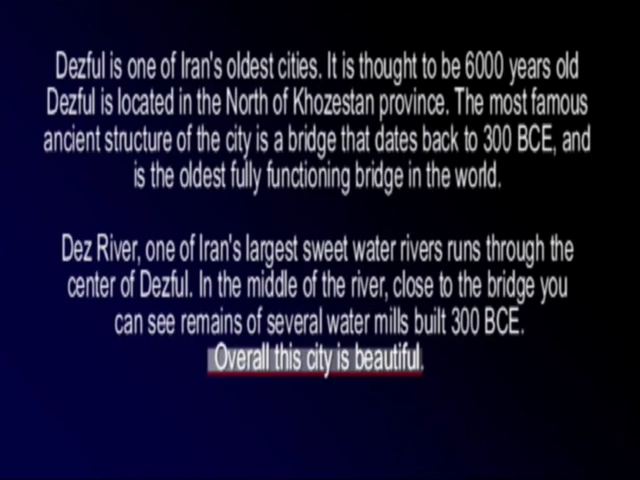 Dezful is one of Iran's oldest cities. It is thought to be 6000 years old
Dezful is located in the North of Khozestan province. The most famous
ancient structure of the city is a bridge that dates back to 300 BCE, and
is the oldest fully functioning bridge in the world.
Dez River, one of Iran's largest sweet water rivers runs through the
center of Dezful. In the middle of the river, close to the bridge you
can see remains of several water mills built 300 BCE.
Overall this city is beautiful.